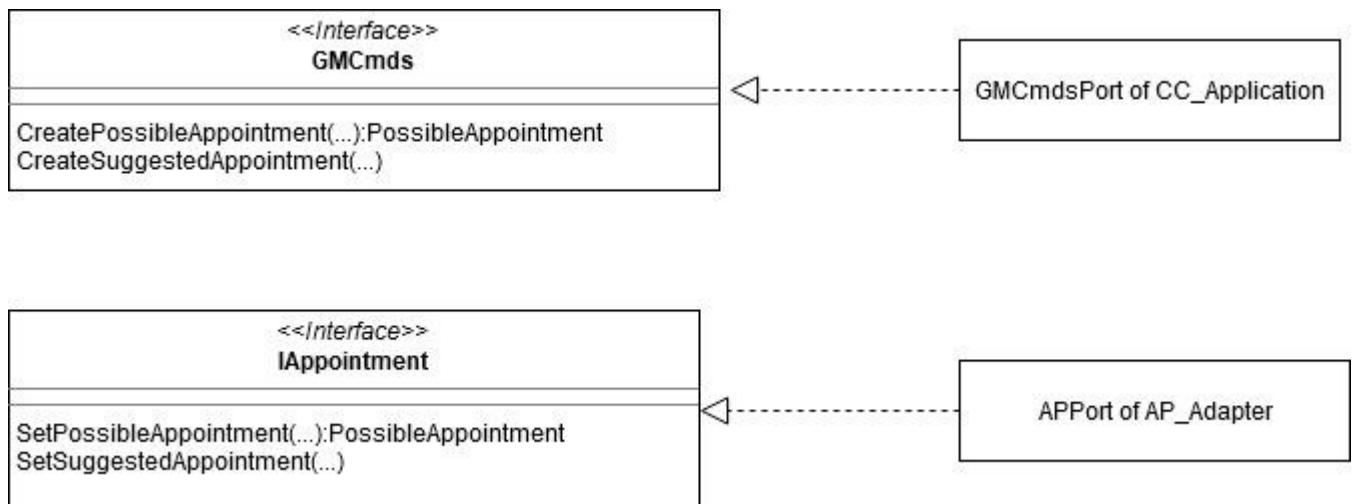 <<Interface>>
GMCmds
CreatePossibleAppointment(...):PossibleAppointment
CreateSuggestedAppointment(...)
GMCmdsPort of CC_Application
<<Interface>>
IAppointment
SetPossibleAppointment(...):PossibleAppointment
SetSuggestedAppointment(...)
APPort of AP_Adapter